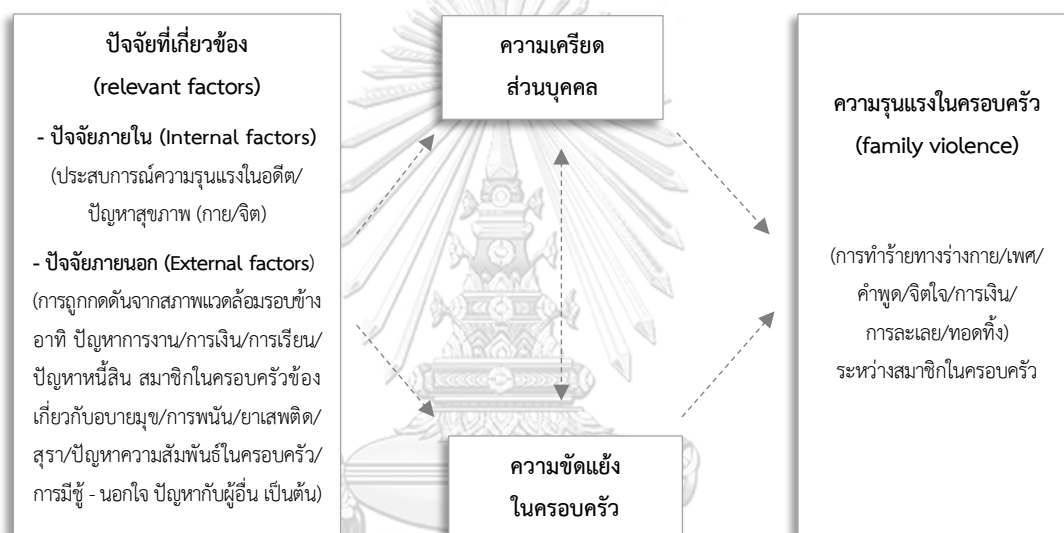 ปัจจัยที่เกี่ยวข้อง
(relevant factors)
- ปัจจัยภายใน (Internal factors)
(ประสบการณ์ความรุนแรงในอดีต/
ปัญหาสุขภาพ (กาย/จิต)
- ปัจจัยภายนอก (External factors)
(การถูกกดดันจากสภาพแวดล้อมรอบข้าง
อาทิ ปัญหาการงาน/การเงิน/การเรียน/
ปัญหาหนี้สิน สมาชิกในครอบครัวข้อง
เกี่ยวกับอบายมุข/การพนัน/ยาเสพติด/
สุรา/ปัญหาความสัมพันธ์ในครอบครัว/
การมีชู้ - นอกใจ ปัญหากับผู้อื่น เป็นต้น)
ความเครียด
ส่วนบุคคล
ความขัดแย้ง
ในครอบครัว
ความรุนแรงในครอบครัว
(family violence)
(การทำร้ายทางร่างกาย/เพศ/
คำพูด/จิตใจ/การเงิน/
การละเลย/ทอดทิ้ง)
ระหว่างสมาชิกในครอบครัว